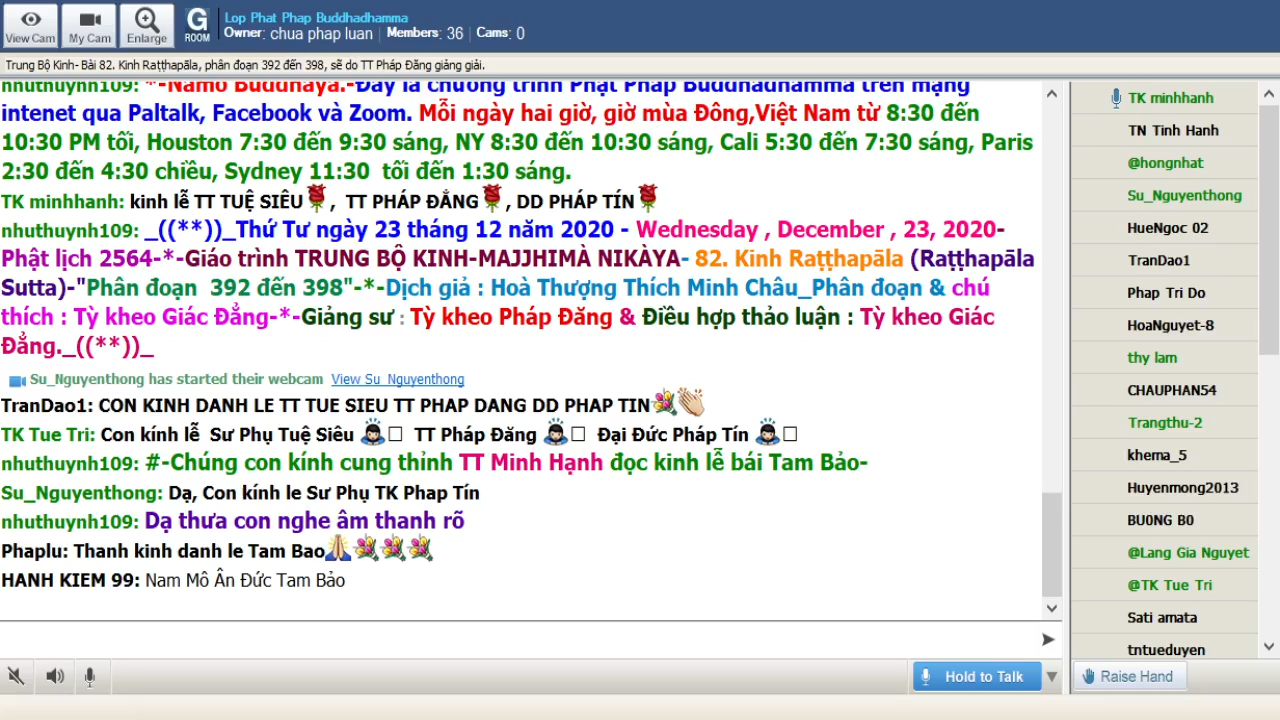 View Cam
My Cam
Enlarge
G
ROOM
Lop Phat Phap Buddhadhamma
Owner: chua phap luan | Members: 36 | Cams: 0
Trung Bộ Kinh- Bài 82. Kinh Raṭṭhapāla, phân đoạn 392 đến 398, sẽ do TT Pháp Đăng giảng giải.
nhuthuynh109: *-Namo Buddhaya.-Đây là chương trình Phật Pháp Buddhadhamma trên mạng
intenet qua Paltalk, Facebook và Zoom. Mỗi ngày hai giờ, giờ mùa Đông,Việt Nam từ 8:30 đến
10:30 PM tối, Houston 7:30 đến 9:30 sáng, NY 8:30 đến 10:30 sáng, Cali 5:30 đến 7:30 sáng, Paris
2:30 đến 4:30 chiều, Sydney 11:30 tối đến 1:30 sáng.
TK minhhanh: kinh lễ TT TUỆ SIÊU, TT PHÁP ĐẲNG, DD PHÁP TÍN
nhuthuynh109: _((**))_Thứ Tư ngày 23 tháng 12 năm 2020 - Wednesday , December , 23, 2020-
Phật lịch 2564-*-Giáo trình TRUNG BỘ KINH-MAJJHIMÀ NIKÀYA- 82. Kinh Raṭṭhapāla (Raṭṭhapāla
Sutta)-"Phân đoạn 392 đến 398"-*-Dịch giả : Hoà Thượng Thích Minh Châu_Phân đoạn & chú
thích : Tỳ kheo Giác Đẳng-*-Giảng sư : Tỳ kheo Pháp Đăng & Điều hợp thảo luận : Tỳ kheo Giác
Đẳng._((**))_
Su_Nguyenthong has started their webcam View Su_Nguyenthong
TranDao1: CON KINH DANH LE TT TUE SIEU TT PHAP DANG DD PHAP TIN
TK Tue Tri: Con kính lễ Sư Phụ Tuệ Siêu TT Pháp Đăng Đại Đức Pháp Tín
nhuthuynh109: #-Chúng con kính cung thỉnh TT Minh Hạnh đọc kinh lễ bái Tam Bảo-
Su_Nguyenthong: Dạ, Con kính le Sư Phụ TK Phap Tín
nhuthuynh109: Dạ thưa con nghe âm thanh rõ
Phaplu: Thanh kinh danh le Tam Bao
HANH KIEM 99: Nam Mô Ân Đức Tam Bảo
Hold to Talk
TK minhhanh
TN Tinh Hanh
@hongnhat
Su_Nguyenthong
HueNgoc 02
TranDao1
Phap Tri Do
HoaNguyet-8
thy lam
CHAUPHAN54
Trangthu-2
khema_5
Huyenmong2013
BU0NG B0
@Lang Gia Nguyet
@TK Tue Tri
Sati amata
tntueduyen
Raise Hand